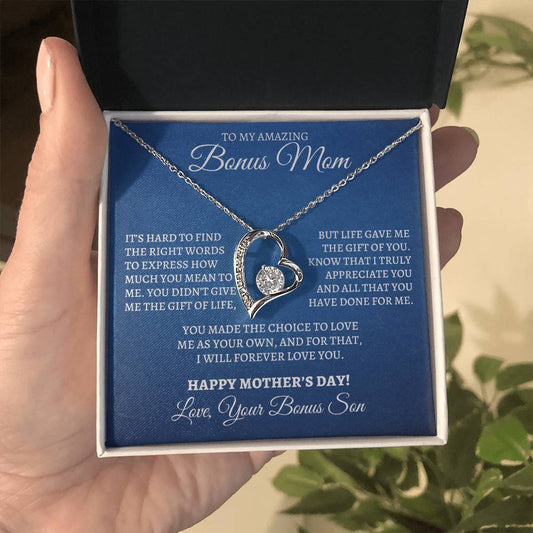 TO MY AMAZING
Bonus Mom
IT'S HARD TO FIND
THE RIGHT WORDS
TO EXPRESS HOW
MUCH YOU MEAN TO
ME. YOU DIDN'T GIVE
ME THE GIFT OF LIFE,
BUT LIFE GAVE ME
THE GIFT OF YOU.
KNOW THAT I TRULY
APPRECIATE YOU
AND ALL THAT YOU
HAVE DONE FOR ME.
YOU MADE THE CHOICE TO LOVE
ME AS YOUR OWN, AND FOR THAT,
I WILL FOREVER LOVE YOU.
HAPPY MOTHER'S DAY!
Love, Your Bonus Son